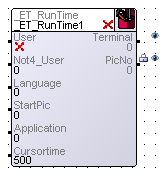 _ET_RunTime
_ET_RunTime1
User Terminal
0
Not4_User PicNo
0 0
Language
0
StartPic
0
Application
0
Cursortime
500